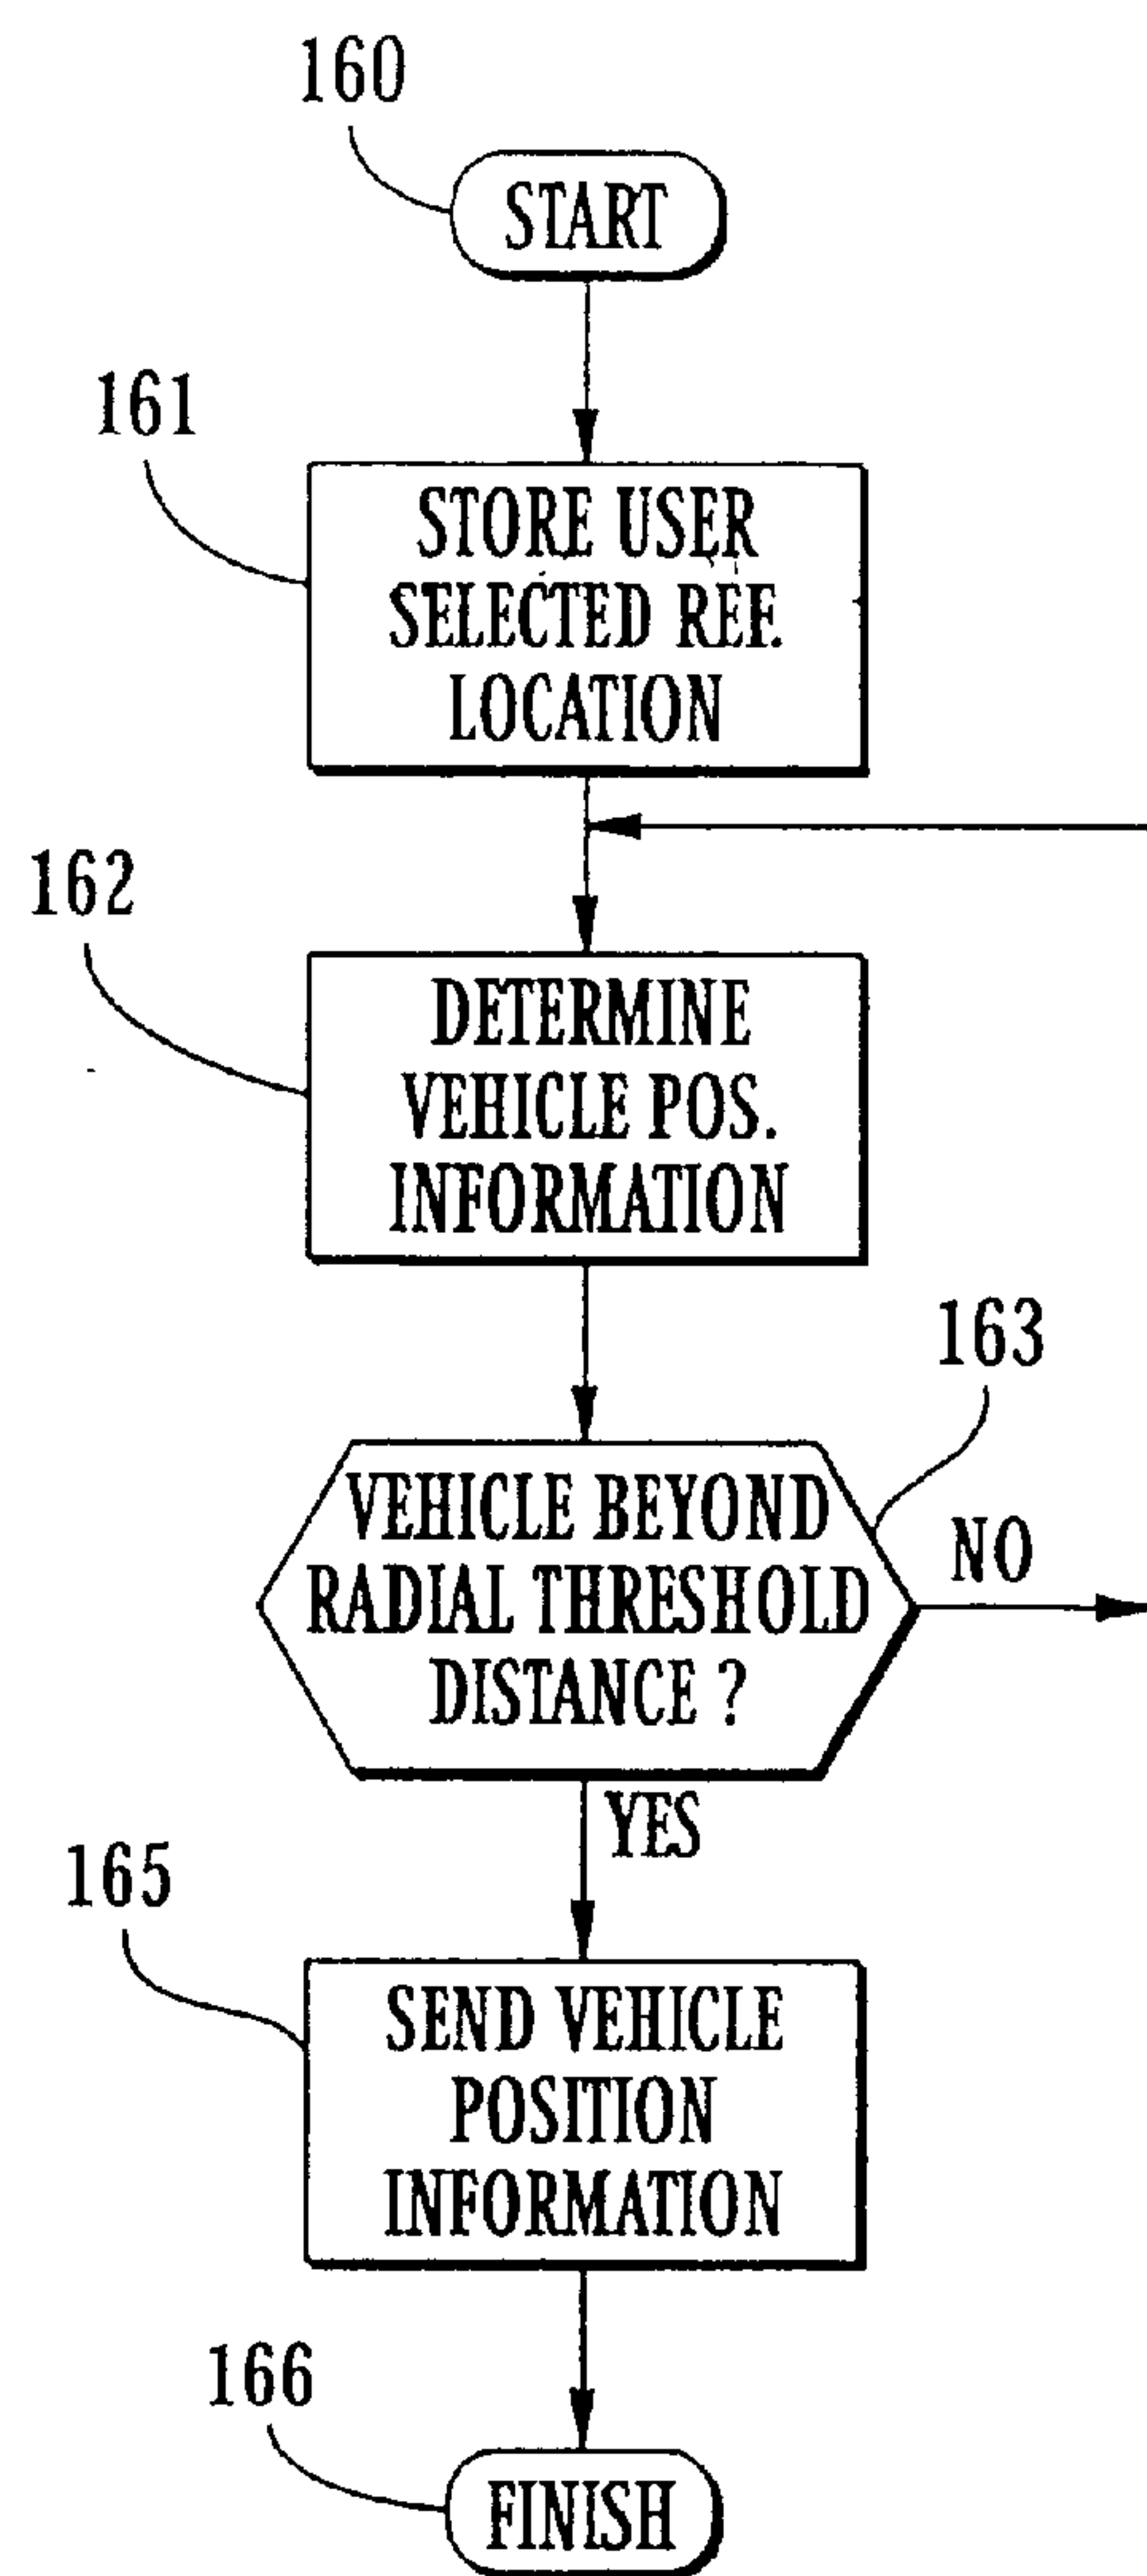 160
START
161
STORE USER
SELECTED REF.
LOCATION
162
DETERMINE
VEHICLE POS.
INFORMATION
163
VEHICLE BEYOND
RADIAL THRESHOLD
DISTANCE ?
NO
YES
165
SEND VEHICLE
POSITION
INFORMATION
166
FINISH